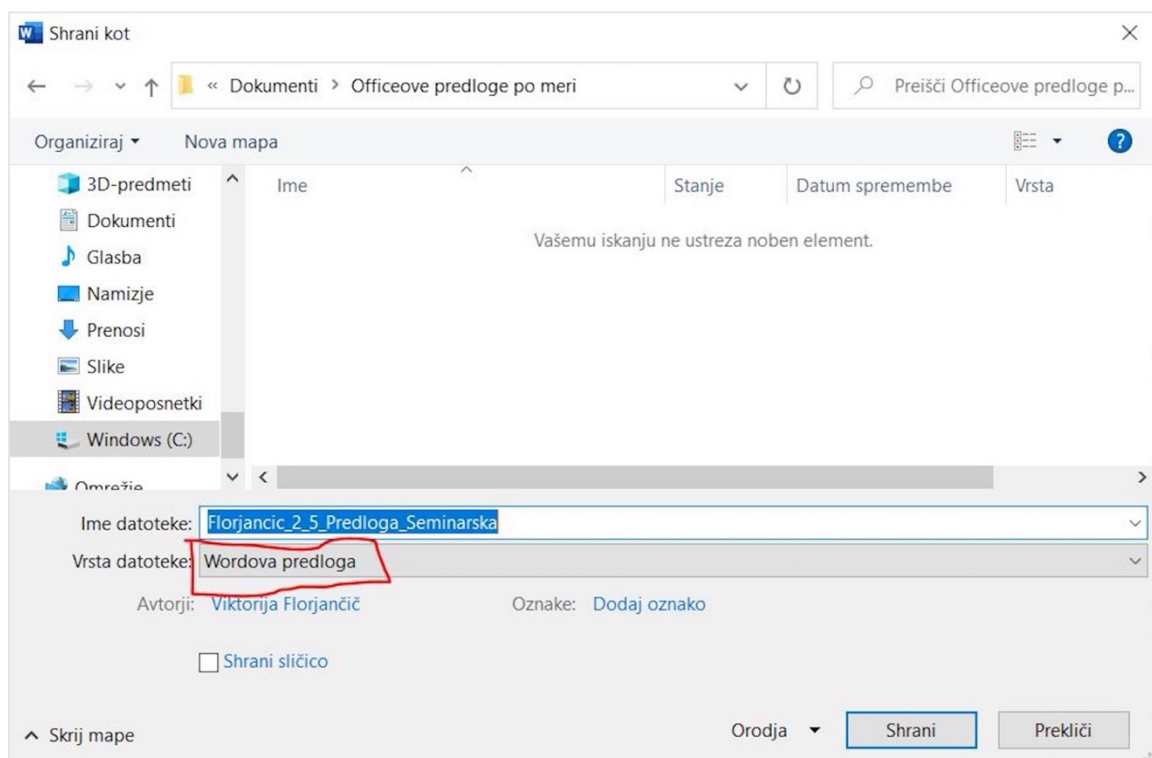 Shrani kot
« Dokumenti > Officeove predloge po meri
Preišči Officeove predloge p...
Organiziraj
Nova mapa
3D-predmeti
Dokumenti
Glasba
Namizje
Prenosi
Slike
Videoposnetki
Windows (C:)
Omrežje
Ime
Stanje
Datum spremembe
Vrsta
Vašemu iskanju ne ustreza noben element.
Ime datoteke: Florjancic_2_5_Predloga_Seminarska
Vrsta datoteke: Wordova predloga
Avtorji: Viktorija Florjančič
Oznake: Dodaj oznako
Shrani sličico
Skrij mape
Orodja
Shrani
Prekliči